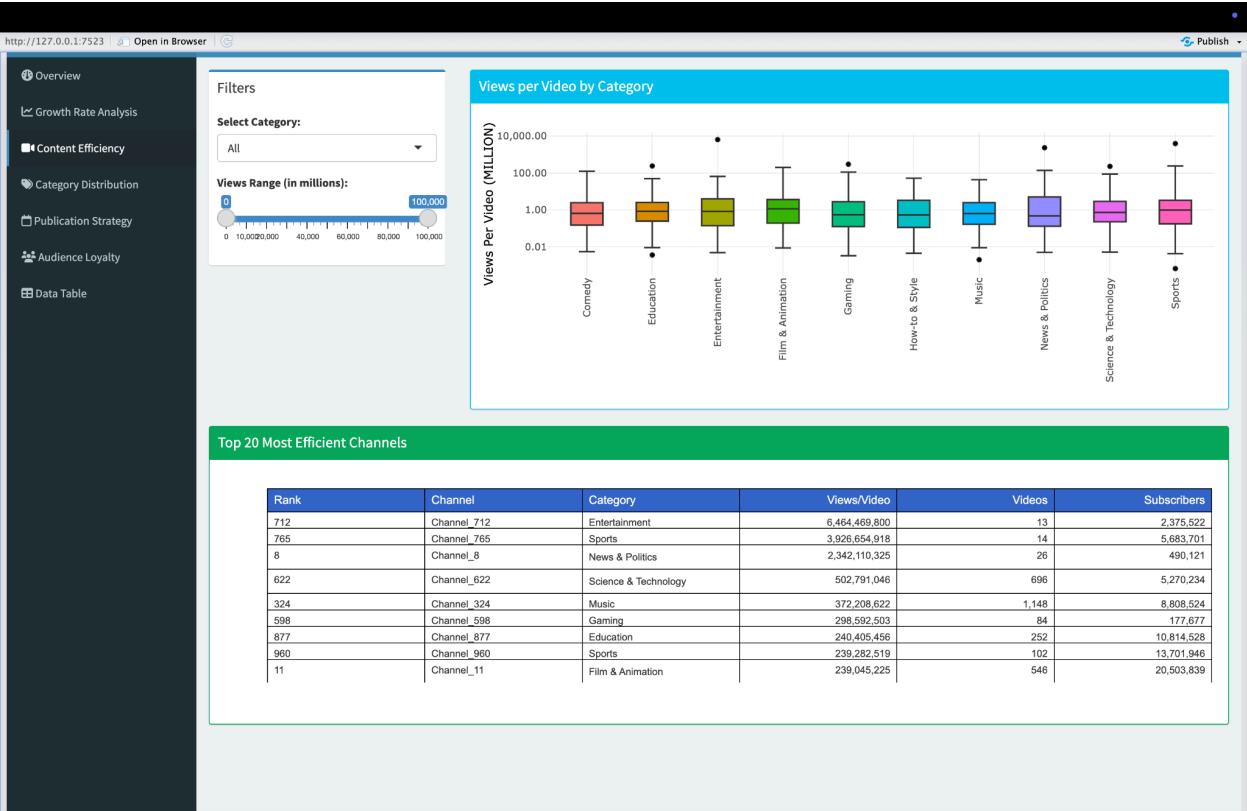 http://127.0.0.1:7523 Open in Browser Publish
Overview
Growth Rate Analysis
Content Efficiency
Category Distribution
Publication Strategy
Audience Loyalty
Data Table
Filters
Select Category:
All
Views Range (in millions):
0 100,000
0 10,000 20,000 40,000 60,000 80,000 100,000
Views per Video by Category
Views Per Video (MILLION)
10,000.00
100.00
1.00
0.01
Comedy
Education
Entertainment
Film & Animation
Gaming
How-to & Style
Music
News & Politics
Science & Technology
Sports
Top 20 Most Efficient Channels
Rank Channel Category Views/Video Videos Subscribers
712 Channel_712 Entertainment 6,464,469,800 13 2,375,522
765 Channel_765 Sports 3,926,654,918 14 5,683,701
8 Channel_8 News & Politics 2,342,110,325 26 490,121
622 Channel_622 Science & Technology 502,791,046 696 5,270,234
324 Channel_324 Music 372,208,622 1,148 8,808,524
598 Channel_598 Gaming 298,592,503 84 177,677
877 Channel_877 Education 240,405,456 252 10,814,528
960 Channel_960 Sports 239,282,519 102 13,701,946
11 Channel_11 Film & Animation 239,045,225 546 20,503,839